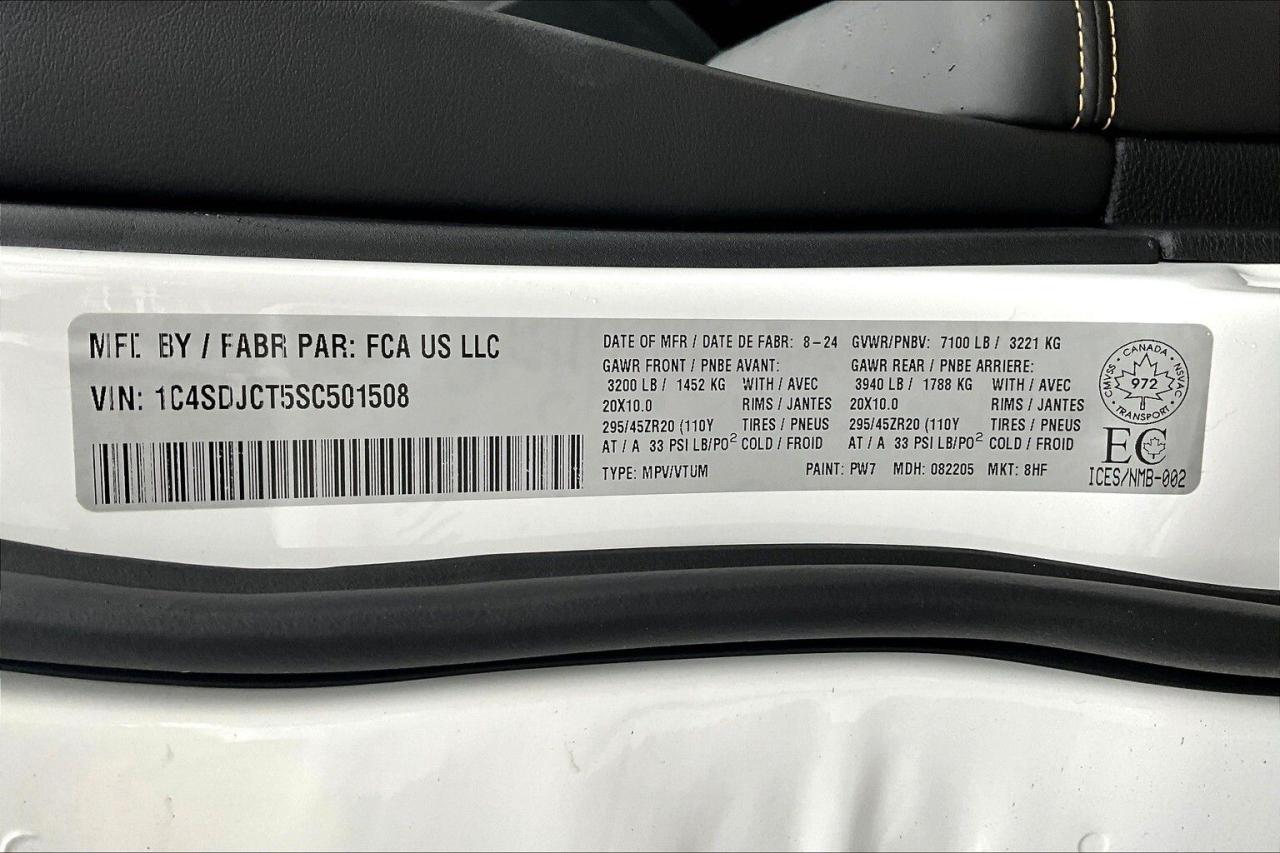 MFD BY / FABR PAR: FCA US LLC
VIN: 1C4SDJCT5SC501508
DATE OF MFR / DATE DE FABR: 8-24 GVWR/PNBV: 7100 LB / 3221 KG
GAWR FRONT / PNBE AVANT: GAWR REAR / PNBE ARRIERE:
3200 LB / 1452 KG WITH / AVEC 3940 LB / 1788 KG WITH / AVEC
20X10.0 RIMS / JANTES 20X10.0 RIMS / JANTES
295/45ZR20 (110Y TIRES / PNEUS 295/45ZR20 (110Y TIRES / PNEUS
AT / A 33 PSI LB/PO² COLD / FROID AT / A 33 PSI LB/PO² COLD / FROID
TYPE: MPV/VTUM PAINT: PW7 MDH: 082205 MKT: 8HF
CANADA
CMVSS 972 NSVAC
TRANSPORT
EC
ICES/NMB-002